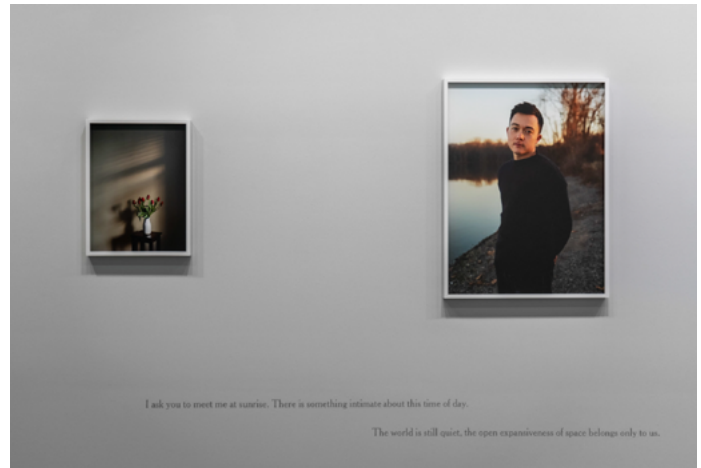 I ask you to meet me at sunrise. There is something intimate about this time of day.
The world is still quiet, the open expansiveness of space belongs only to us.